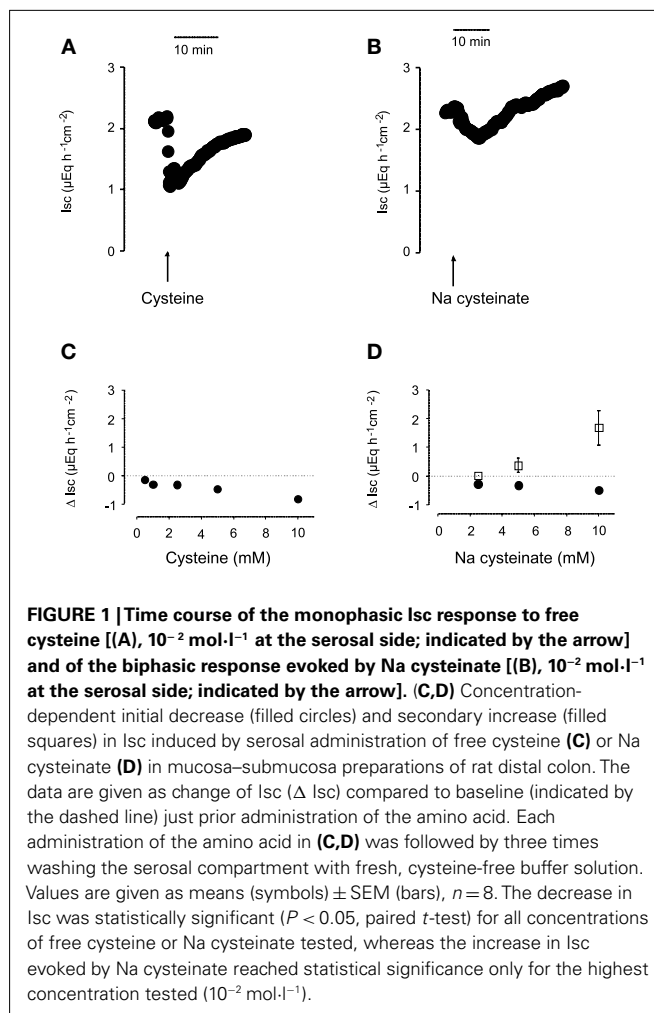 A
10 min
B
10 min
3
2
1
0
Isc (µEq h⁻¹cm⁻²)
Cysteine
3
2
1
0
Isc (µEq h⁻¹cm⁻²)
Na cysteinate
C
3
2
1
0
-1
Δ Isc (µEq h⁻¹cm⁻²)
0 2 4 6 8 10
Cysteine (mM)
D
3
2
1
0
-1
Δ Isc (µEq h⁻¹cm⁻²)
0 2 4 6 8 10
Na cysteinate (mM)
FIGURE 1 | Time course of the monophasic Isc response to free
cysteine [(A), 10⁻² mol·l⁻¹ at the serosal side; indicated by the arrow]
and of the biphasic response evoked by Na cysteinate [(B), 10⁻² mol·l⁻¹
at the serosal side; indicated by the arrow]. (C,D) Concentration-
dependent initial decrease (filled circles) and secondary increase (filled
squares) in Isc induced by serosal administration of free cysteine (C) or Na
cysteinate (D) in mucosa–submucosa preparations of rat distal colon. The
data are given as change of Isc (Δ Isc) compared to baseline (indicated by
the dashed line) just prior administration of the amino acid. Each
administration of the amino acid in (C,D) was followed by three times
washing the serosal compartment with fresh, cysteine-free buffer solution.
Values are given as means (symbols) ± SEM (bars), n = 8. The decrease in
Isc was statistically significant (P < 0.05, paired t-test) for all concentrations
of free cysteine or Na cysteinate tested, whereas the increase in Isc
evoked by Na cysteinate reached statistical significance only for the highest
concentration tested (10⁻² mol·l⁻¹).